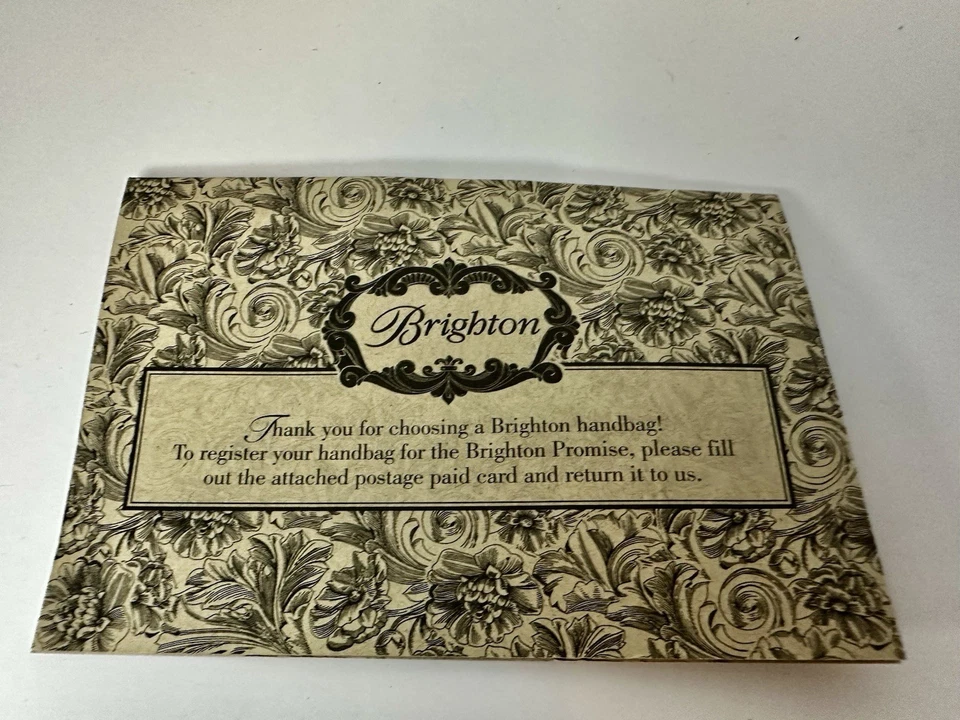 Brighton
Thank you for choosing a Brighton handbag!
To register your handbag for the Brighton Promise, please fill
out the attached postage paid card and return it to us.